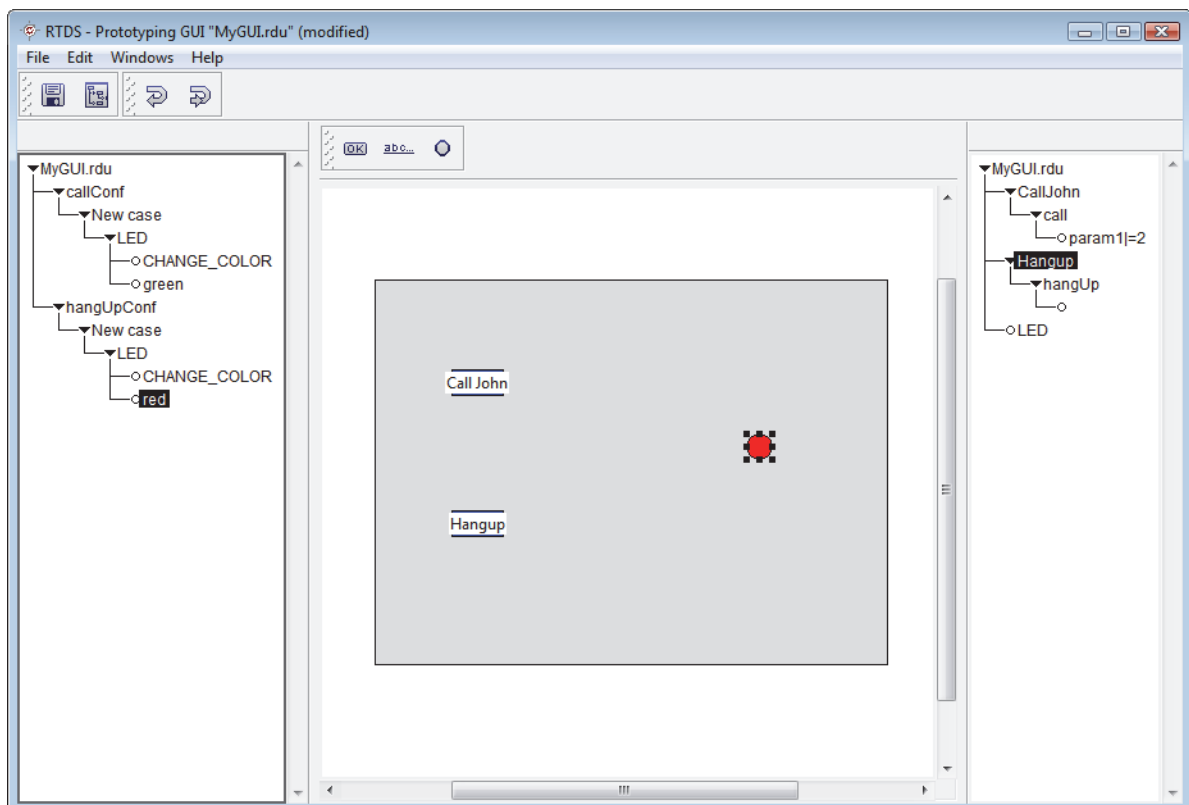 RTDS - Prototyping GUI "MyGUI.rdu" (modified)
File Edit Windows Help
OK abc...
MyGUI.rdu
callConf
New case
LED
CHANGE_COLOR
green
hangUpConf
New case
LED
CHANGE_COLOR
red
Call John
Hangup
MyGUI.rdu
CallJohn
call
param1|=2
Hangup
hangUp
LED